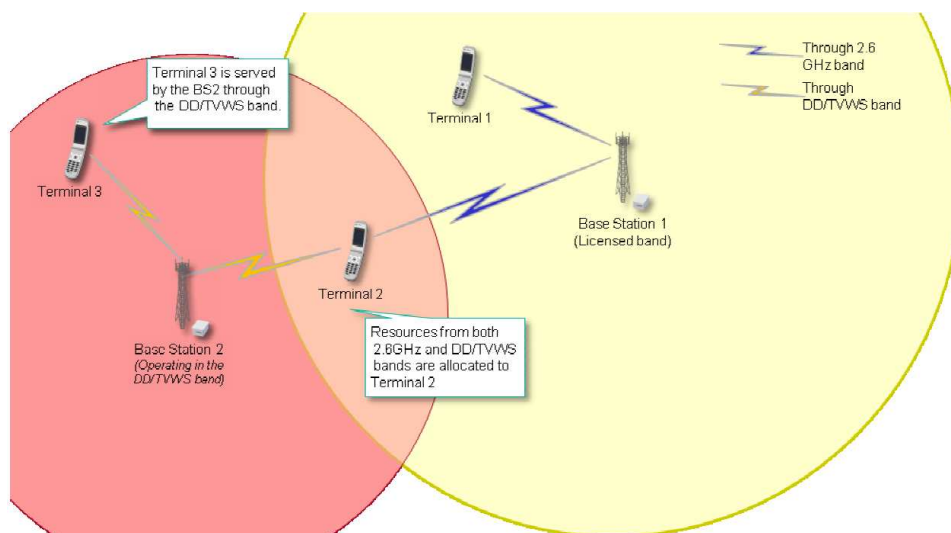 Through 2.6
GHz band
Through
DD/TVWS band
Terminal 3 is served
by the BS2 through
the DD/TVWS band.
Terminal 1
Terminal 3
Base Station 1
(Licensed band)
Terminal 2
Resources from both
2.6GHz and DD/TVWS
bands are allocated to
Terminal 2
Base Station 2
(Operating in the
DD/TVWS band)